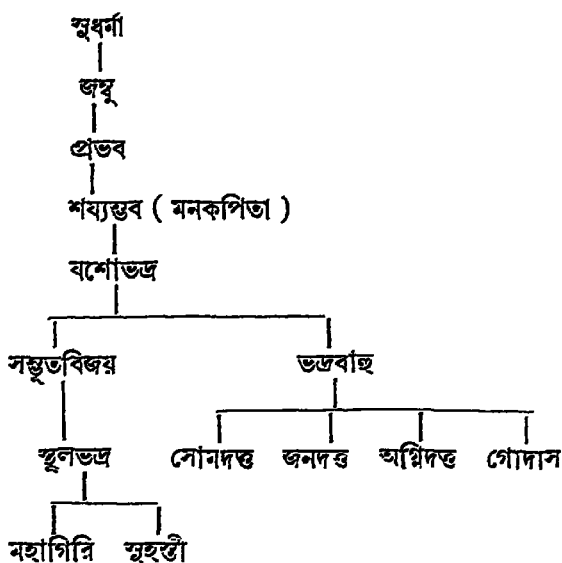 সুধর্মা
জম্বু
প্রভব
শয্যম্ভব ( মনকপিতা )
যশোভদ্র
সম্ভূতবিজয় ভদ্রবাহু
স্থূলভদ্র সোমদত্ত জনদত্ত অগ্নিদত্ত গোদাস
মহাগিরি সুহস্তী